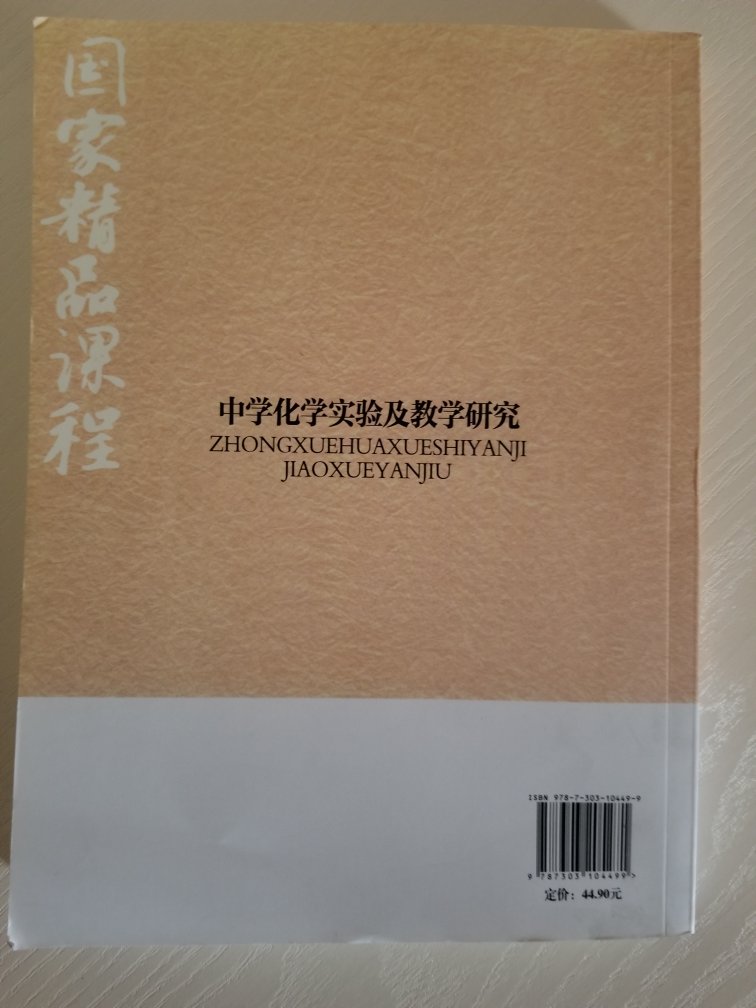 国家精品课程
中学化学实验及教学研究
ZHONGXUEHUAXUESHIYANJI
JIAOXUEYANJIU
ISBN 978-7-303-10449-9
9 787303 104499>
定价：44.90元